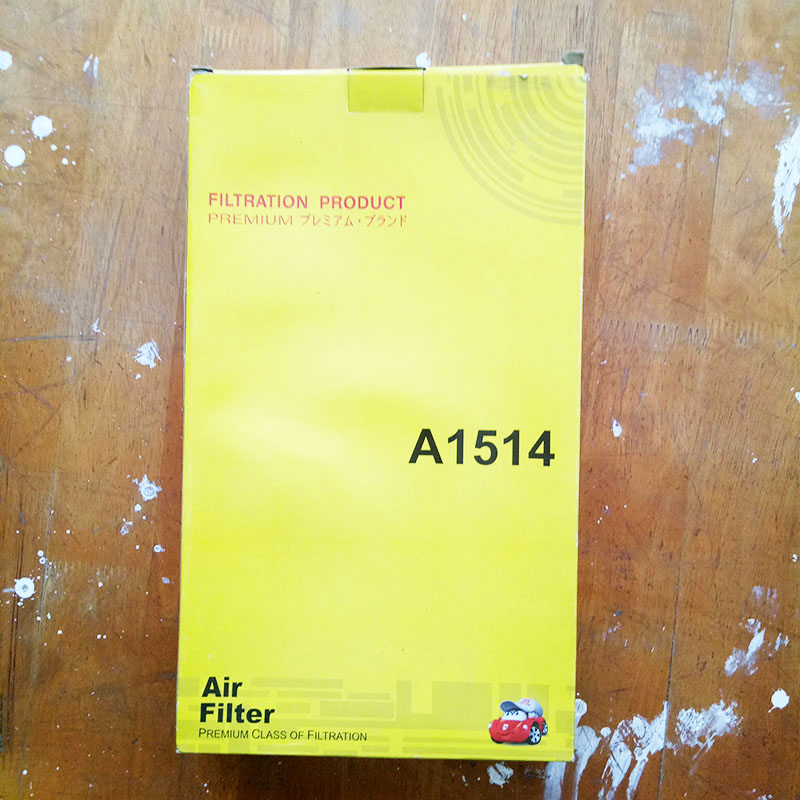 FILTRATION PRODUCT
PREMIUM プレミアム・ブランド
A1514
Air
Filter
PREMIUM CLASS OF FILTRATION